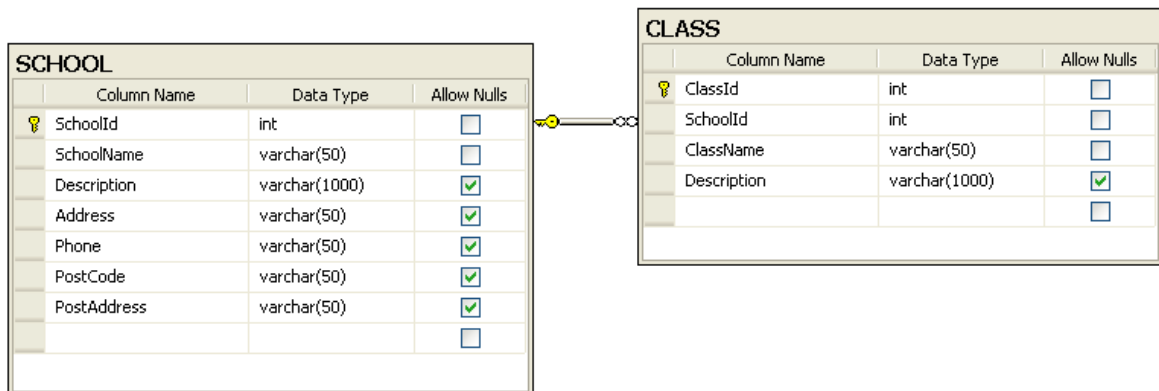 SCHOOL
Column Name Data Type Allow Nulls
SchoolId int
SchoolName varchar(50)
Description varchar(1000)
Address varchar(50)
Phone varchar(50)
PostCode varchar(50)
PostAddress varchar(50)
CLASS
Column Name Data Type Allow Nulls
ClassId int
SchoolId int
ClassName varchar(50)
Description varchar(1000)